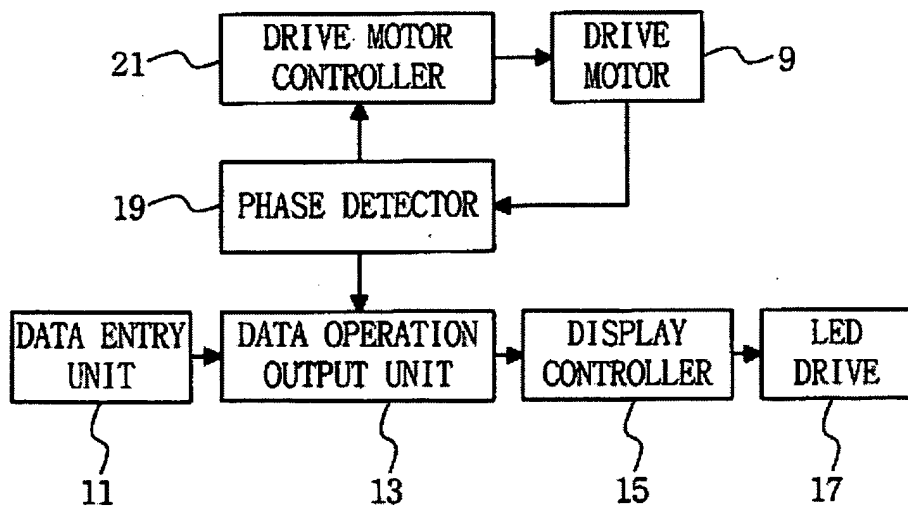 21
DRIVE MOTOR
CONTROLLER
DRIVE
MOTOR
9
19
PHASE DETECTOR
DATA ENTRY
UNIT
DATA OPERATION
OUTPUT UNIT
DISPLAY
CONTROLLER
LED
DRIVE
11
13
15
17